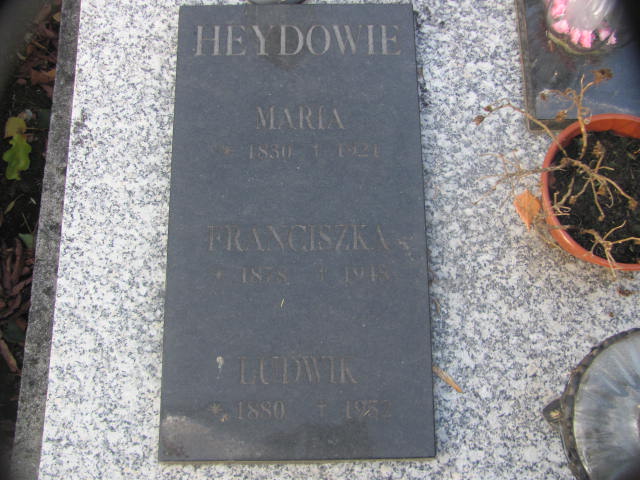 HEYDOWIE
MARIA
* 1830 † 1921
FRANCISZKA
* 1878 † 1948
LUDWIK
* 1880 † 1952